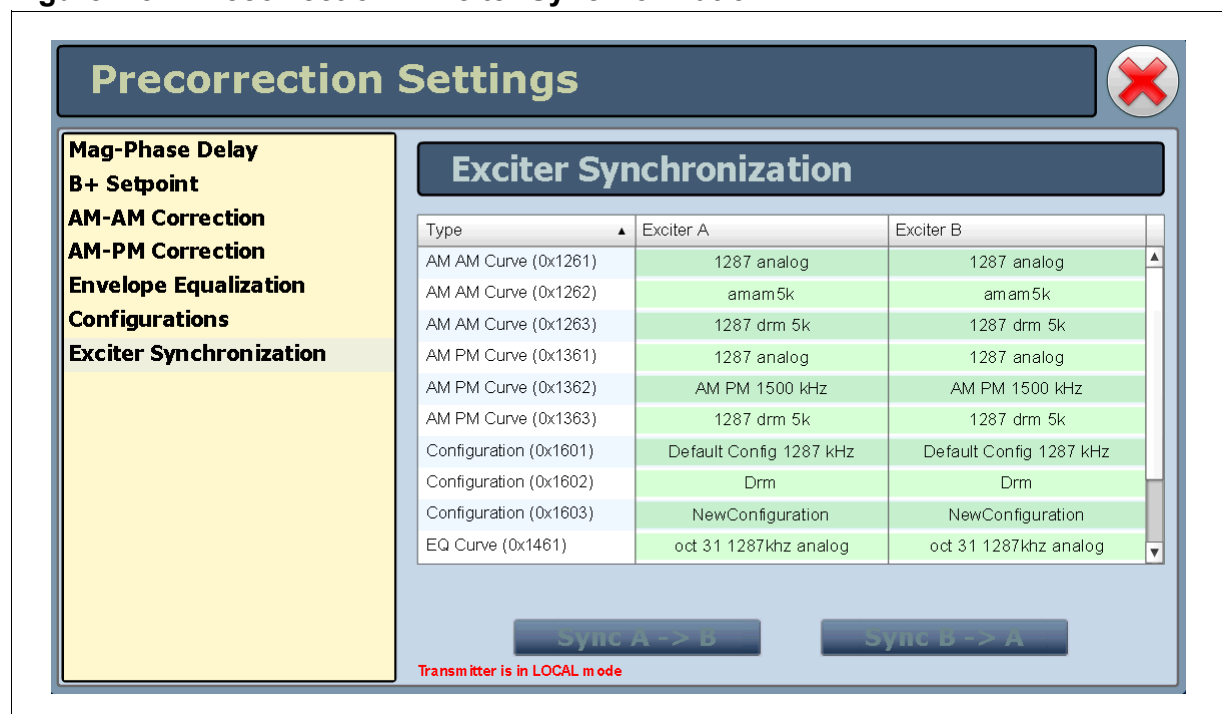 Precorrection Settings
Mag-Phase Delay
B+ Setpoint
AM-AM Correction
AM-PM Correction
Envelope Equalization
Configurations
Exciter Synchronization
Exciter Synchronization
Type Exciter A Exciter B
AM AM Curve (0x1261) 1287 analog 1287 analog
AM AM Curve (0x1262) amam5k amam5k
AM AM Curve (0x1263) 1287 drm 5k 1287 drm 5k
AM PM Curve (0x1361) 1287 analog 1287 analog
AM PM Curve (0x1362) AM PM 1500 kHz AM PM 1500 kHz
AM PM Curve (0x1363) 1287 drm 5k 1287 drm 5k
Configuration (0x1601) Default Config 1287 kHz Default Config 1287 kHz
Configuration (0x1602) Drm Drm
Configuration (0x1603) NewConfiguration NewConfiguration
EQ Curve (0x1461) oct 31 1287khz analog oct 31 1287khz analog
Sync A -> B Sync B -> A
Transmitter is in LOCAL mode